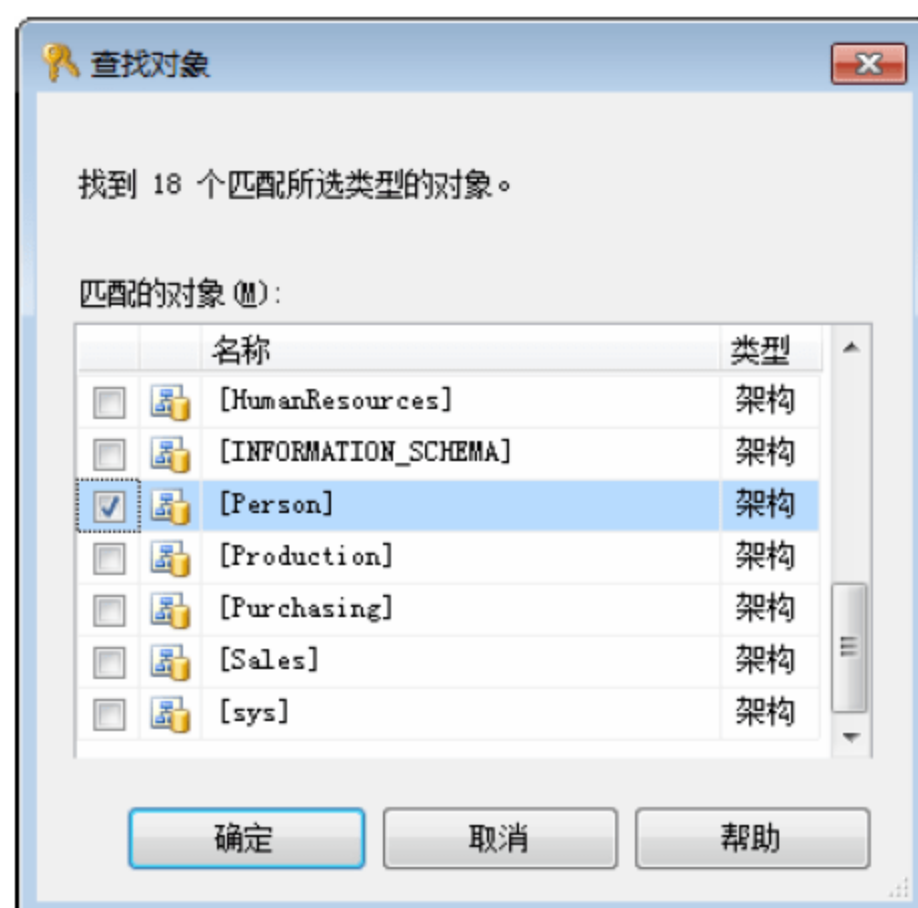 查找对象
找到 18 个匹配所选类型的对象。
匹配的对象(M):
名称 类型
[HumanResources] 架构
[INFORMATION_SCHEMA] 架构
[Person] 架构
[Production] 架构
[Purchasing] 架构
[Sales] 架构
[sys] 架构
确定 取消 帮助